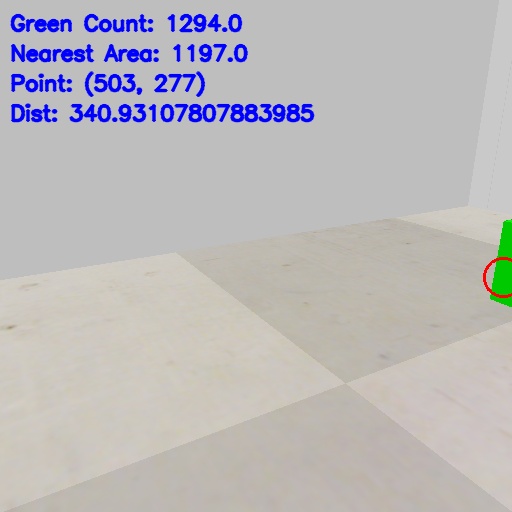 Green Count: 1294.0
Nearest Area: 1197.0
Point: (503, 277)
Dist: 340.93107807883985